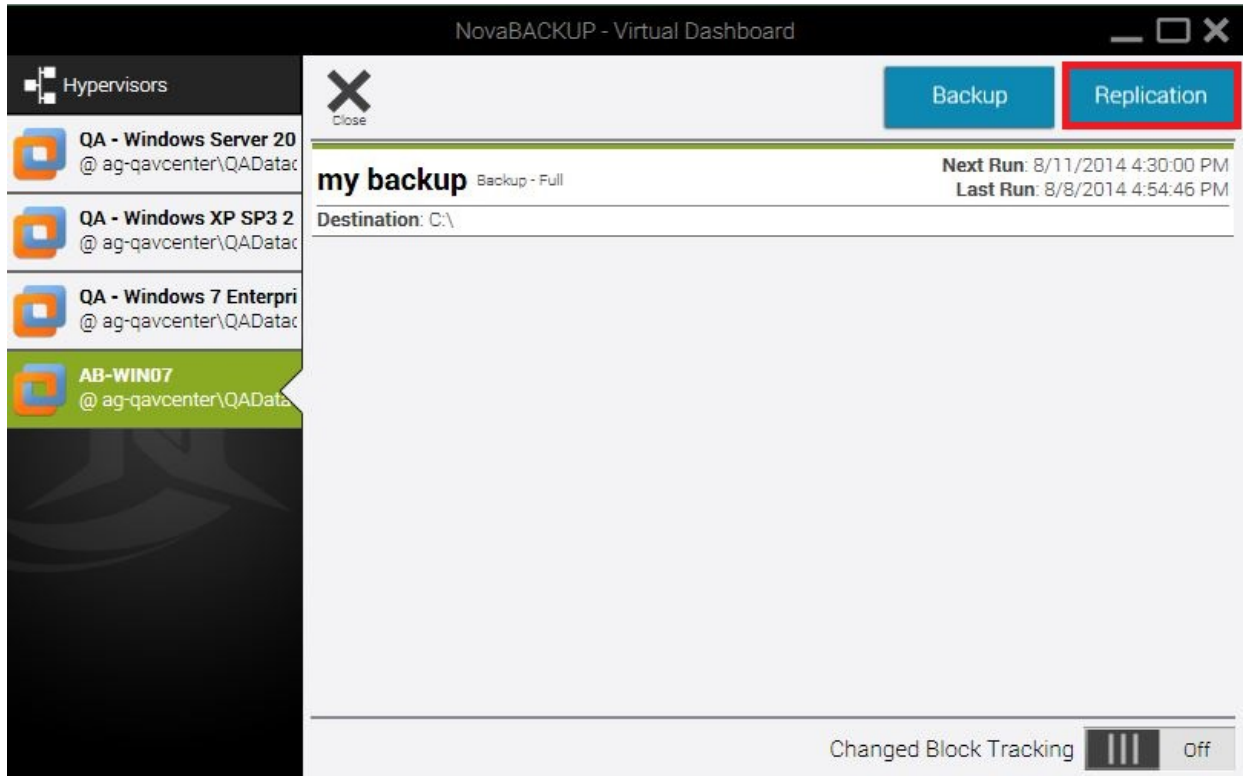 NovaBACKUP - Virtual Dashboard
Hypervisors
QA - Windows Server 20
@ ag-qavcenter\QADatac
QA - Windows XP SP3 2
@ ag-qavcenter\QADatac
QA - Windows 7 Enterpri
@ ag-qavcenter\QADatac
AB-WIN07
@ ag-qavcenter\QAData
Close
Backup
Replication
my backup Backup - Full
Next Run: 8/11/2014 4:30:00 PM
Last Run: 8/8/2014 4:54:46 PM
Destination: C:\
Changed Block Tracking
Off